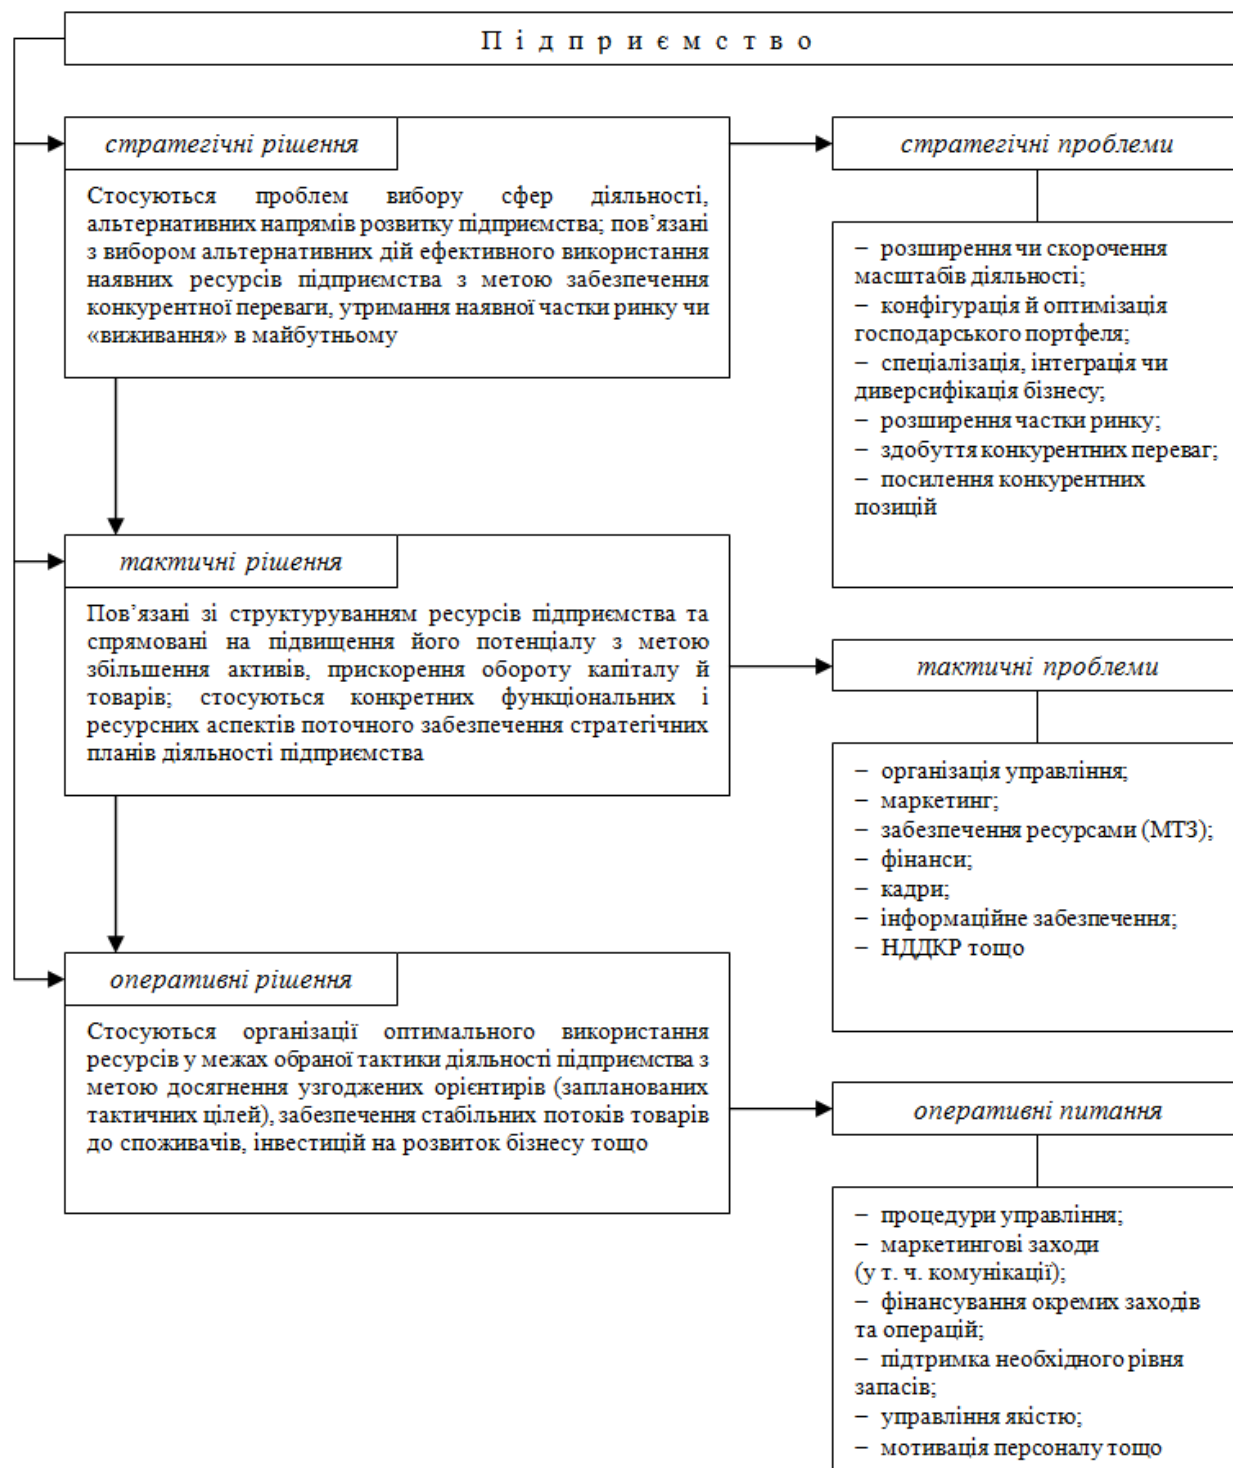 Підприємство
стратегічні рішення
Стосуються проблем вибору сфер діяльності,
альтернативних напрямів розвитку підприємства; пов’язані
з вибором альтернативних дій ефективного використання
наявних ресурсів підприємства з метою забезпечення
конкурентної переваги, утримання наявної частки ринку чи
«виживання» в майбутньому
стратегічні проблеми
– розширення чи скорочення
масштабів діяльності;
– конфігурація й оптимізація
господарського портфеля;
– спеціалізація, інтеграція чи
диверсифікація бізнесу;
– розширення частки ринку;
– здобуття конкурентних переваг;
– посилення конкурентних
позицій
тактичні рішення
Пов’язані зі структуруванням ресурсів підприємства та
спрямовані на підвищення його потенціалу з метою
збільшення активів, прискорення обороту капіталу й
товарів; стосуються конкретних функціональних і
ресурсних аспектів поточного забезпечення стратегічних
планів діяльності підприємства
тактичні проблеми
– організація управління;
– маркетинг;
– забезпечення ресурсами (МТЗ);
– фінанси;
– кадри;
– інформаційне забезпечення;
– НДДКР тощо
оперативні рішення
Стосуються організації оптимального використання
ресурсів у межах обраної тактики діяльності підприємства з
метою досягнення узгоджених орієнтирів (запланованих
тактичних цілей), забезпечення стабільних потоків товарів
до споживачів, інвестицій на розвиток бізнесу тощо
оперативні питання
– процедури управління;
– маркетингові заходи
(у т. ч. комунікації);
– фінансування окремих заходів
та операцій;
– підтримка необхідного рівня
запасів;
– управління якістю;
– мотивація персоналу тощо